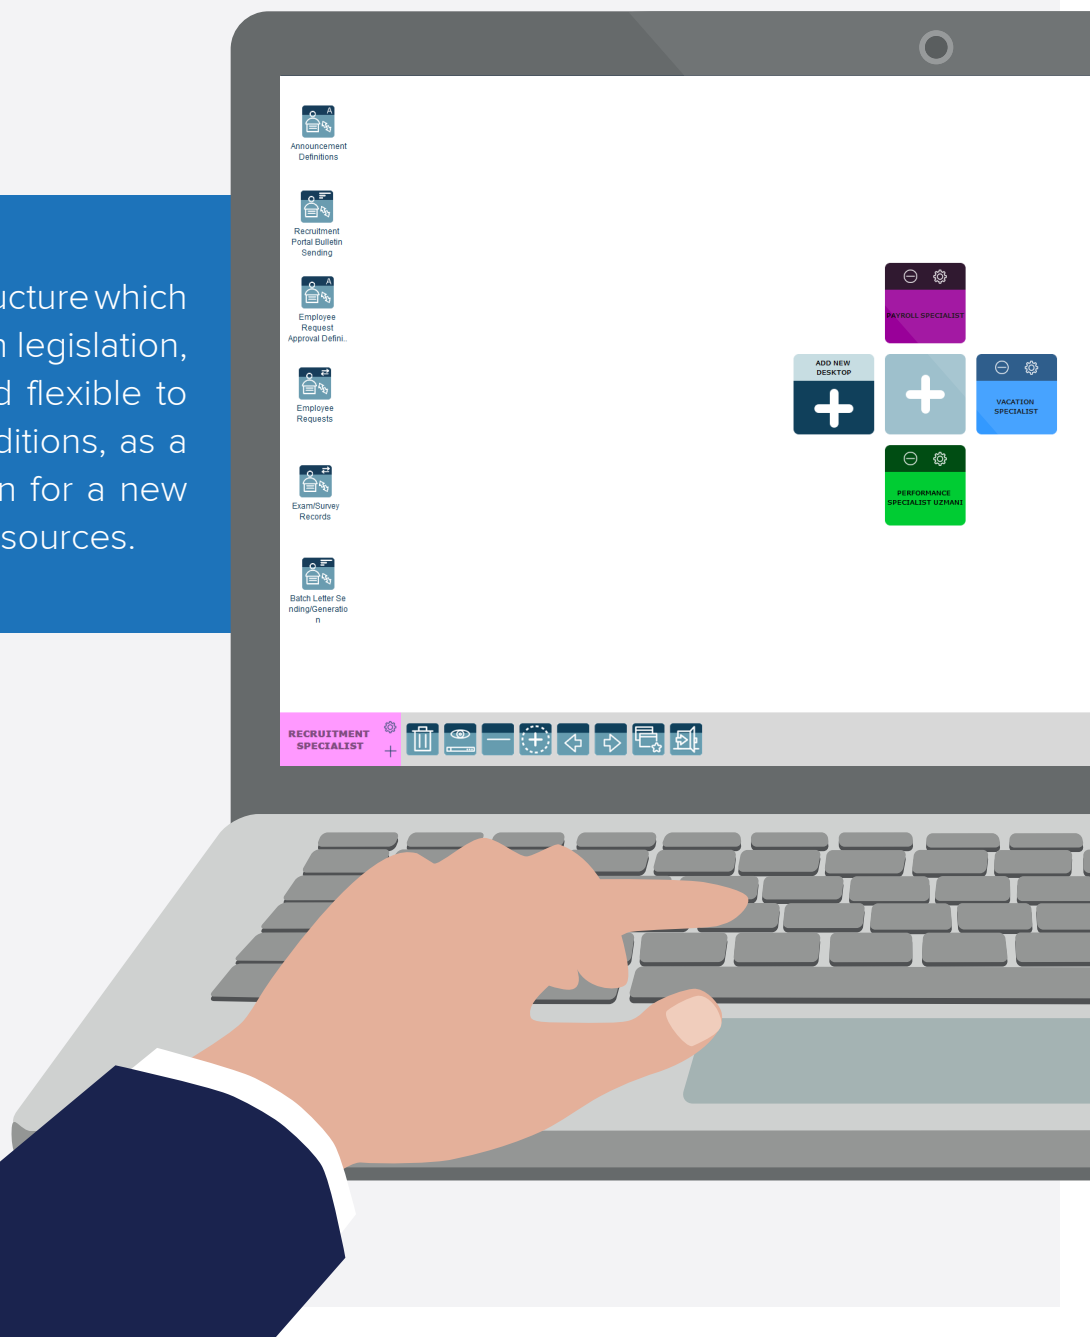 ucture which
legislation,
flexible to
ditions, as a
for a new
sources.
Announcement
Definitions
Recruitment
Portal Bulletin
Sending
Employee
Request
Approval Defini..
Employee
Requests
Exam/Survey
Records
Batch Letter Se
nding/Generatio
n
PAYROLL SPECIALIST
ADD NEW
DESKTOP
VACATION
SPECIALIST
PERFORMANCE
SPECIALIST UZMANI
RECRUITMENT
SPECIALIST